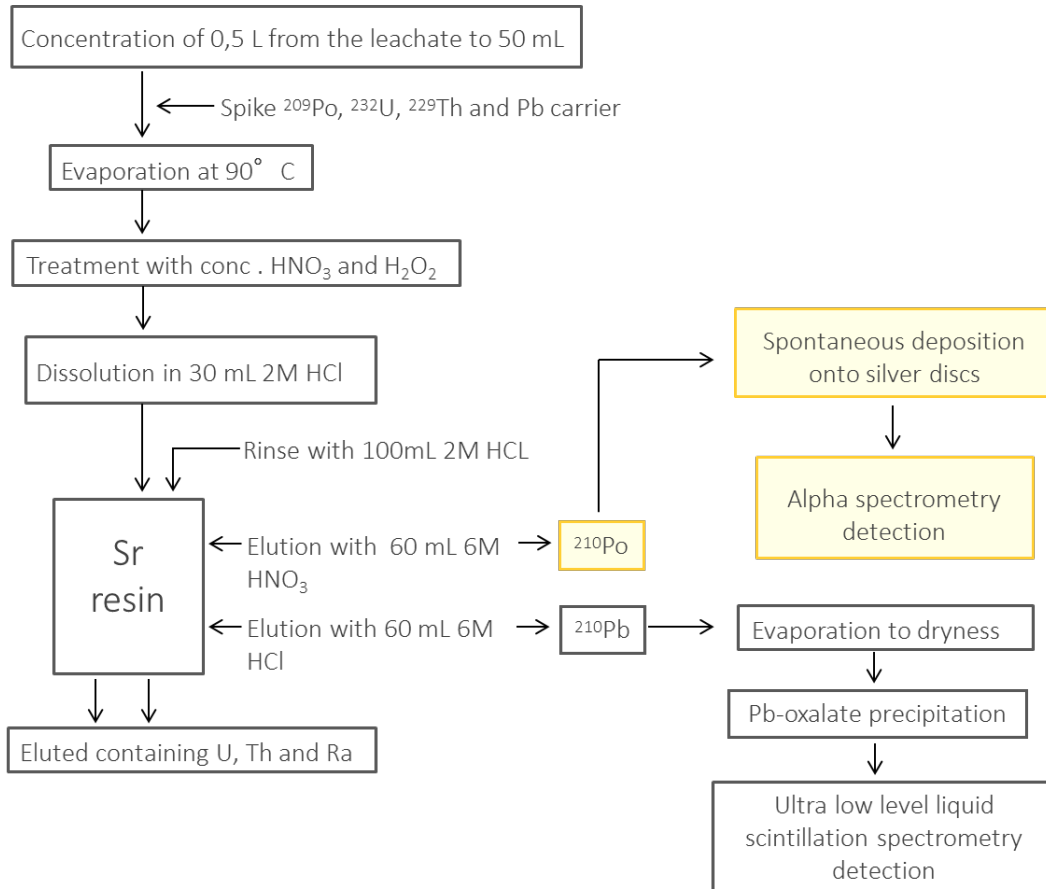 Concentration of 0,5 L from the leachate to 50 mL
Spike ²⁰⁹Po, ²³²U, ²²⁹Th and Pb carrier
Evaporation at 90° C
Treatment with conc . HNO₃ and H₂O₂
Dissolution in 30 mL 2M HCl
Rinse with 100mL 2M HCL
Sr
resin
Elution with 60 mL 6M
HNO₃
Elution with 60 mL 6M
HCl
Eluted containing U, Th and Ra
²¹⁰Po
Spontaneous deposition
onto silver discs
Alpha spectrometry
detection
²¹⁰Pb
Evaporation to dryness
Pb-oxalate precipitation
Ultra low level liquid
scintillation spectrometry
detection